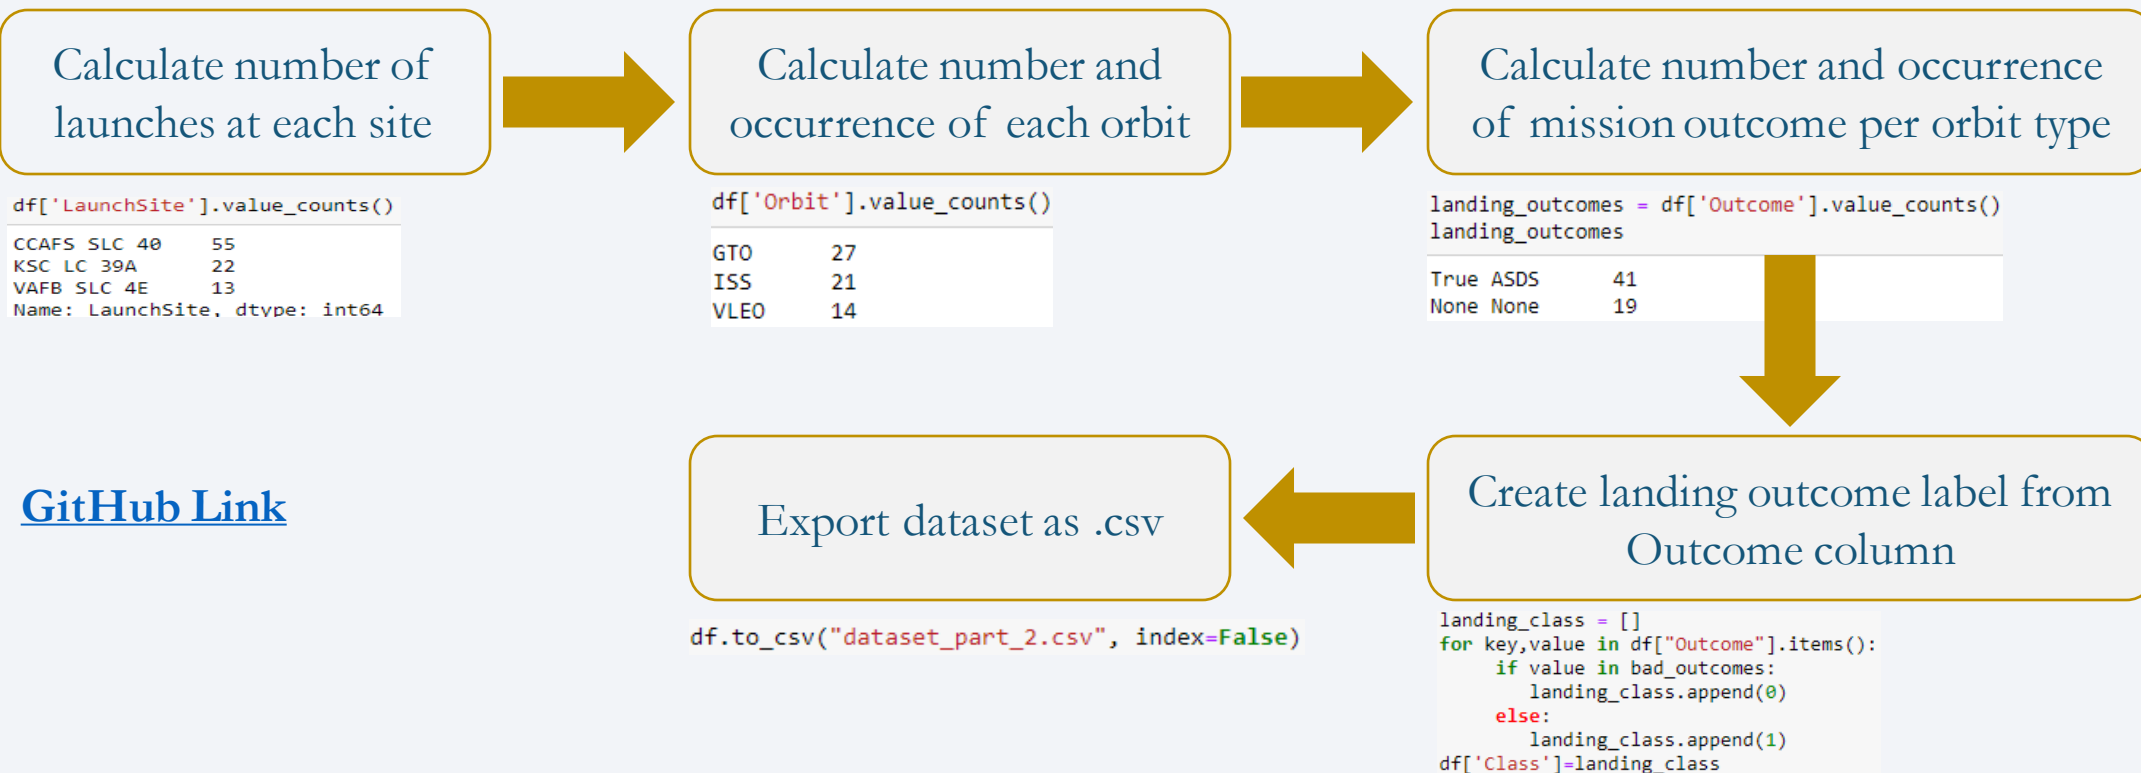 Calculate number of
launches at each site
df['LaunchSite'].value_counts()
CCAFS SLC 40 55
KSC LC 39A 22
VAFB SLC 4E 13
Name: LaunchSite, dtype: int64
Calculate number and
occurrence of each orbit
df['Orbit'].value_counts()
GTO 27
ISS 21
VLEO 14
Calculate number and occurrence
of mission outcome per orbit type
landing_outcomes = df['Outcome'].value_counts()
landing_outcomes
True ASDS 41
None None 19
Create landing outcome label from
Outcome column
landing_class = []
for key,value in df["Outcome"].items():
    if value in bad_outcomes:
        landing_class.append(0)
    else:
        landing_class.append(1)
df['Class']=landing_class
Export dataset as .csv
df.to_csv("dataset_part_2.csv", index=False)
GitHub Link